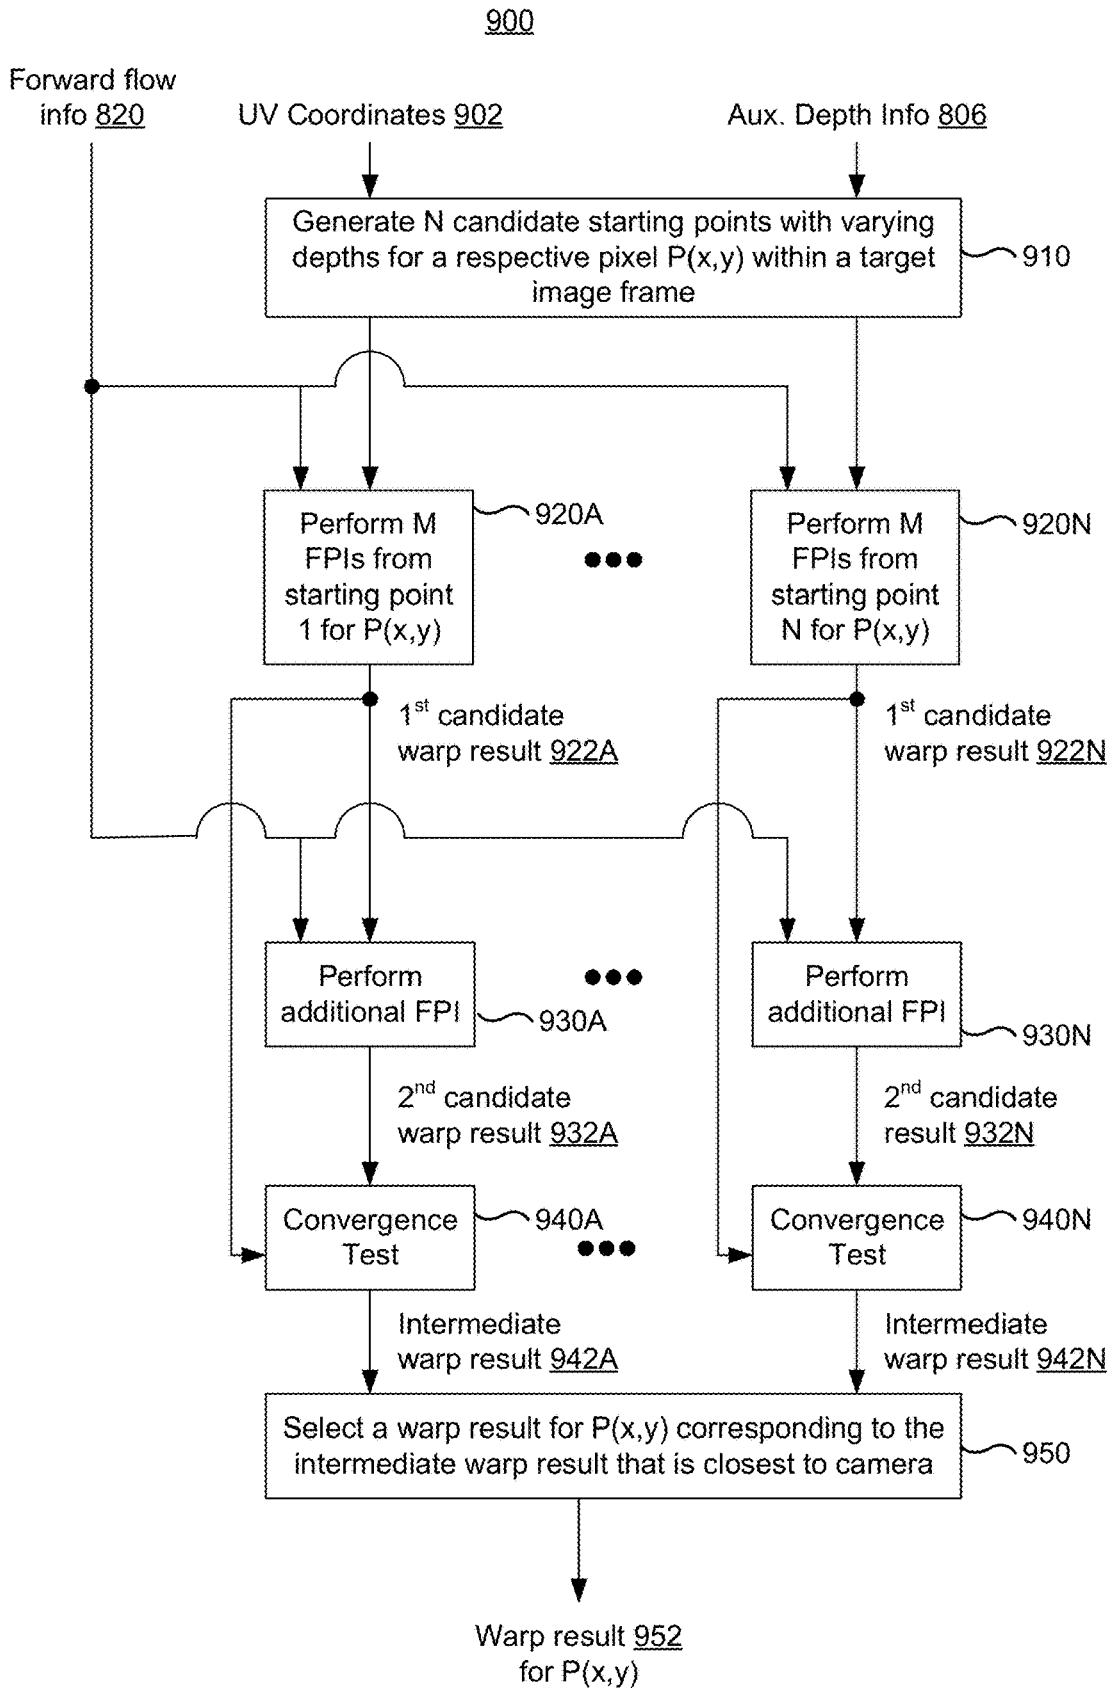 900
Forward flow
info 820
UV Coordinates 902
Aux. Depth Info 806
Generate N candidate starting points with varying
depths for a respective pixel P(x,y) within a target
image frame
910
Perform M
FPIs from
starting point
1 for P(x,y)
920A
Perform M
FPIs from
starting point
N for P(x,y)
920N
1st candidate
warp result 922A
1st candidate
warp result 922N
Perform
additional FPI
930A
Perform
additional FPI
930N
2nd candidate
warp result 932A
2nd candidate
result 932N
Convergence
Test
940A
Convergence
Test
940N
Intermediate
warp result 942A
Intermediate
warp result 942N
Select a warp result for P(x,y) corresponding to the
intermediate warp result that is closest to camera
950
Warp result 952
for P(x,y)